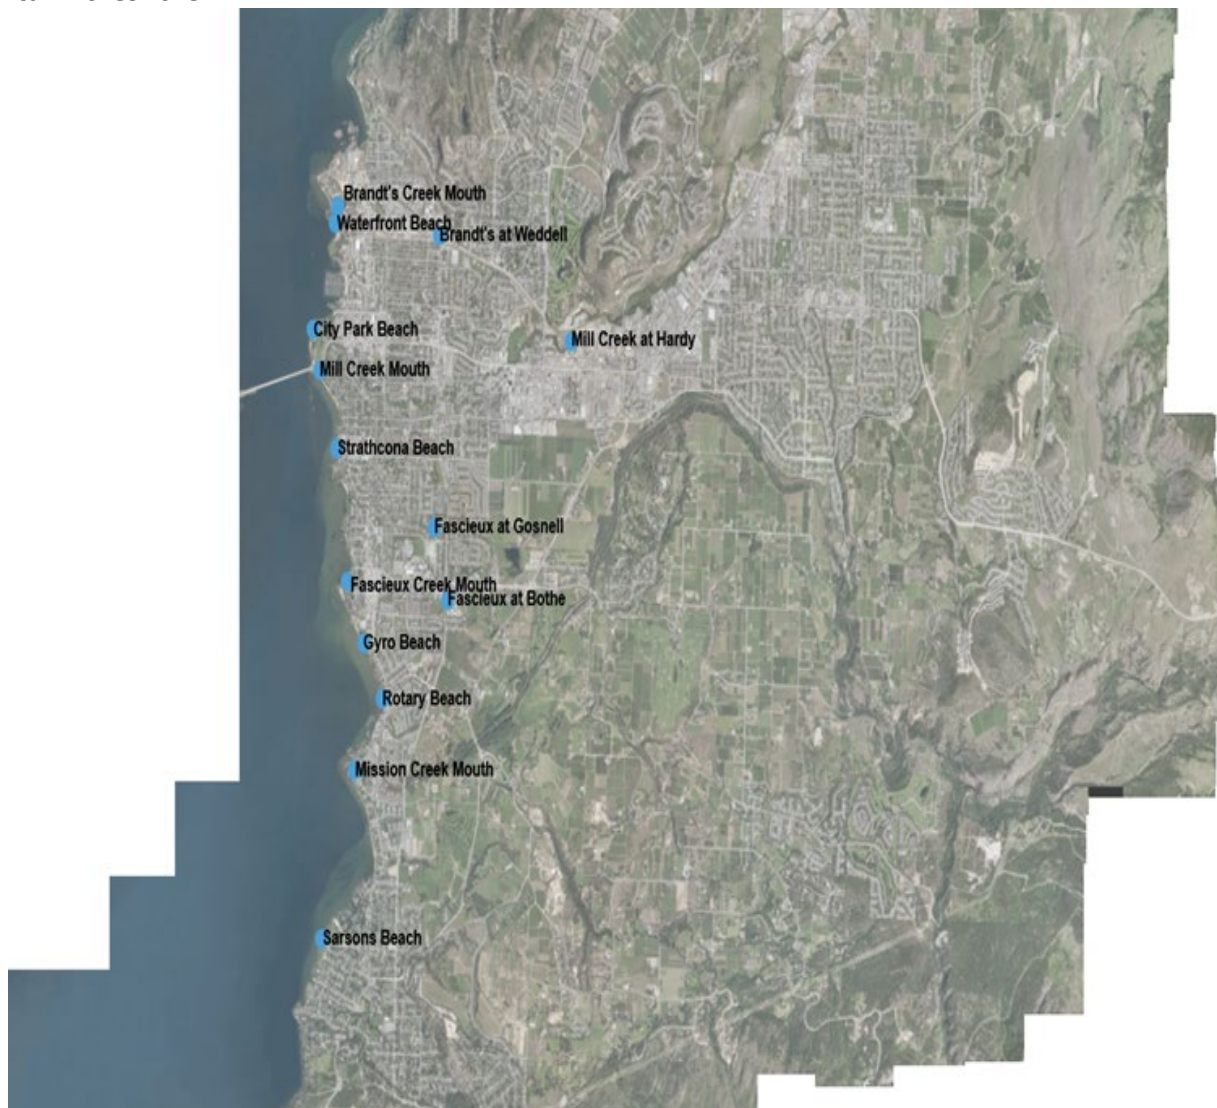 Brandt's Creek Mouth
Waterfront Beach
Brandt's at Weddell
City Park Beach
Mill Creek at Hardy
Mill Creek Mouth
Strathcona Beach
Fascieux at Gosnell
Fascieux Creek Mouth
Fascieux at Bothe
Gyro Beach
Rotary Beach
Mission Creek Mouth
Sarsons Beach